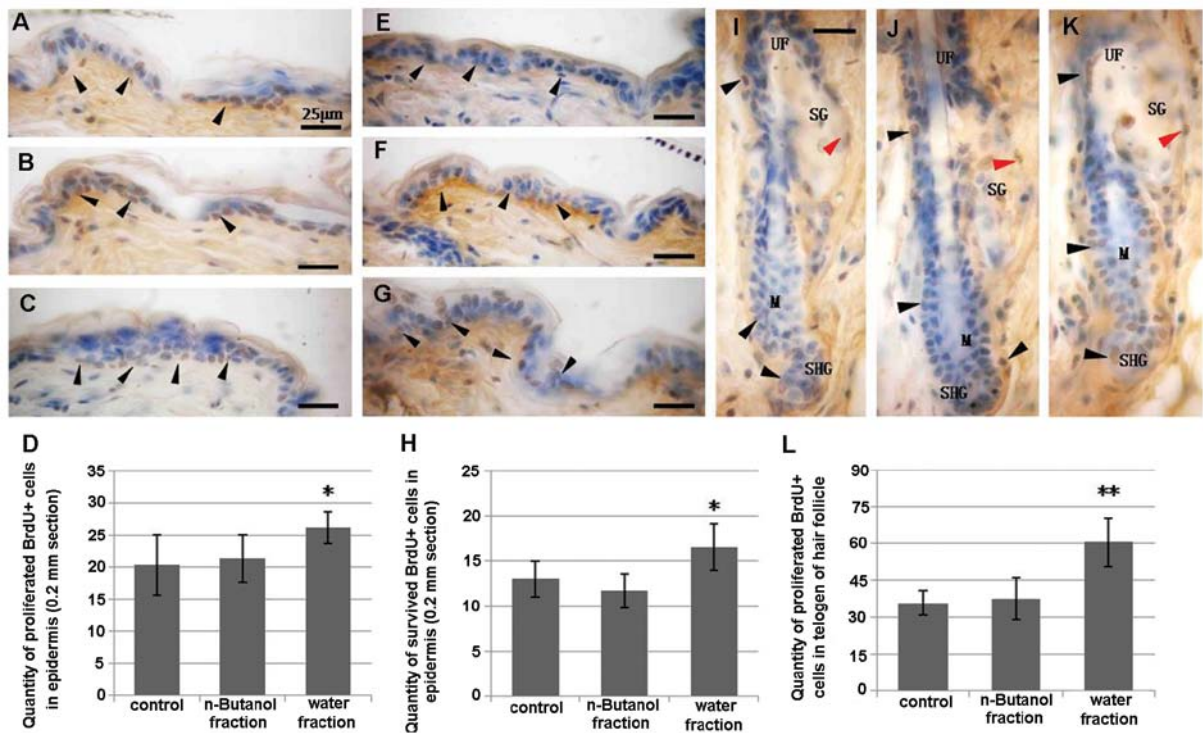 A
25µm
B
C
E
F
G
I
UF
SG
M
SHG
J
UF
SG
M
SHG
K
UF
SG
M
SHG
D
Quantity of proliferated BrdU+ cells
in epidermis (0.2 mm section)
35
30
25
20
15
10
5
0
*
control
n-Butanol
fraction
water
fraction
H
Quantity of survived BrdU+ cells in
epidermis (0.2 mm section)
25
20
15
10
5
0
*
control
n-Butanol
fraction
water
fraction
L
Quantity of proliferated BrdU+
cells in telogen of hair follicle
90
75
60
45
30
15
0
**
control
n-Butanol
fraction
water
fraction